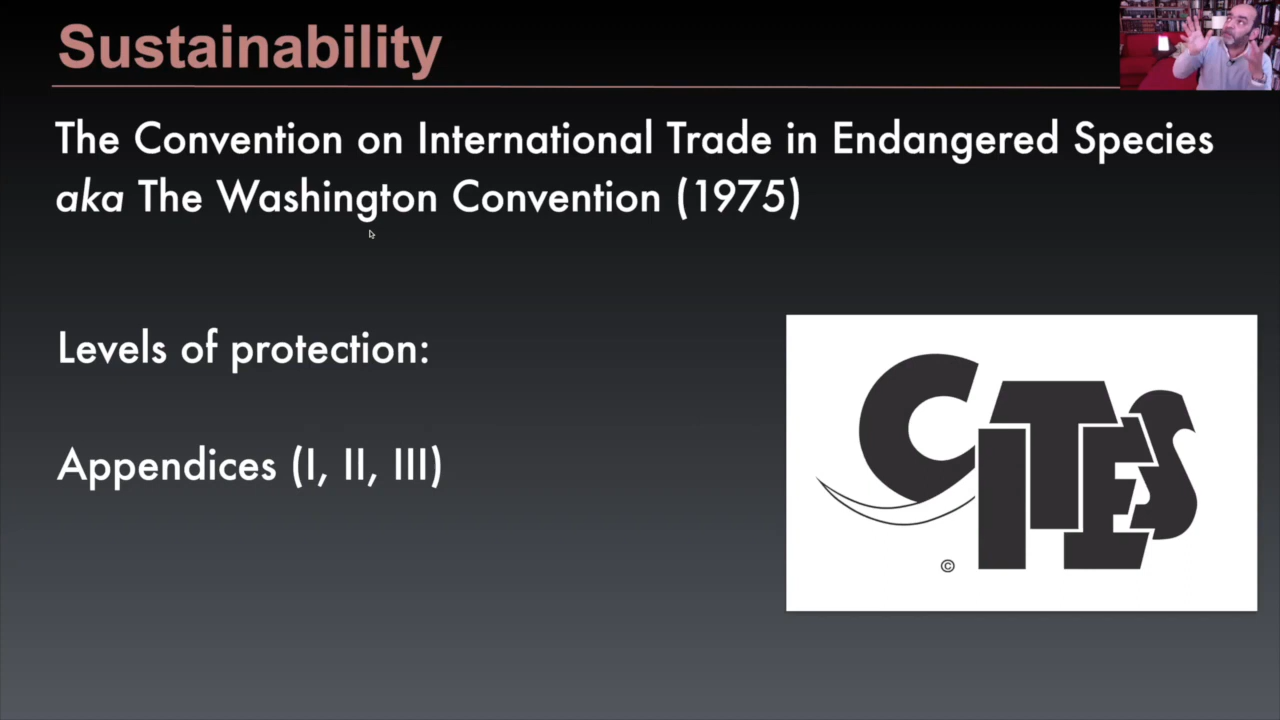 Sustainability
The Convention on International Trade in Endangered Species
aka The Washington Convention (1975)
Levels of protection:
Appendices (I, II, III)
CITES
©